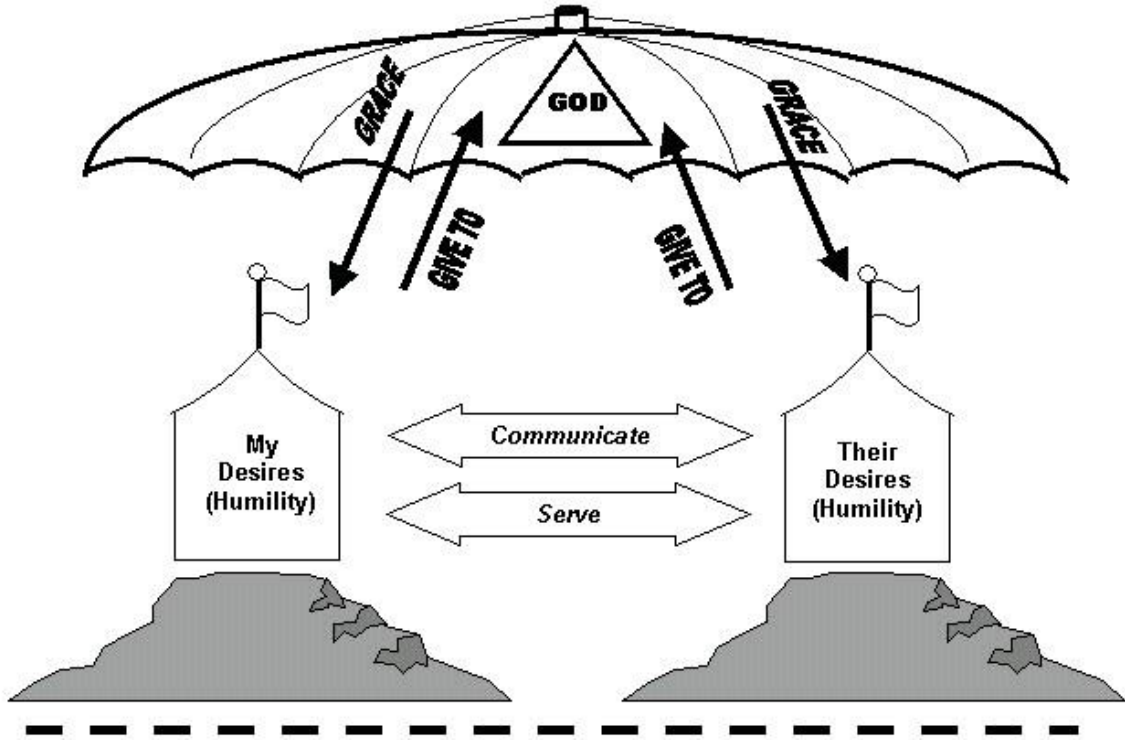 GOD
GRACE
GRACE
GIVE TO
GIVE TO
My
Desires
(Humility)
Communicate
Serve
Their
Desires
(Humility)